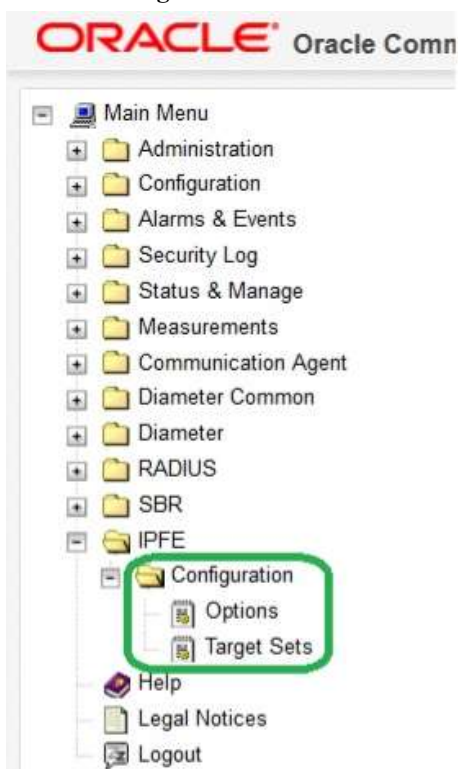 ORACLE Oracle Comm
Main Menu
Administration
Configuration
Alarms & Events
Security Log
Status & Manage
Measurements
Communication Agent
Diameter Common
Diameter
RADIUS
SBR
IPFE
Configuration
Options
Target Sets
Help
Legal Notices
Logout